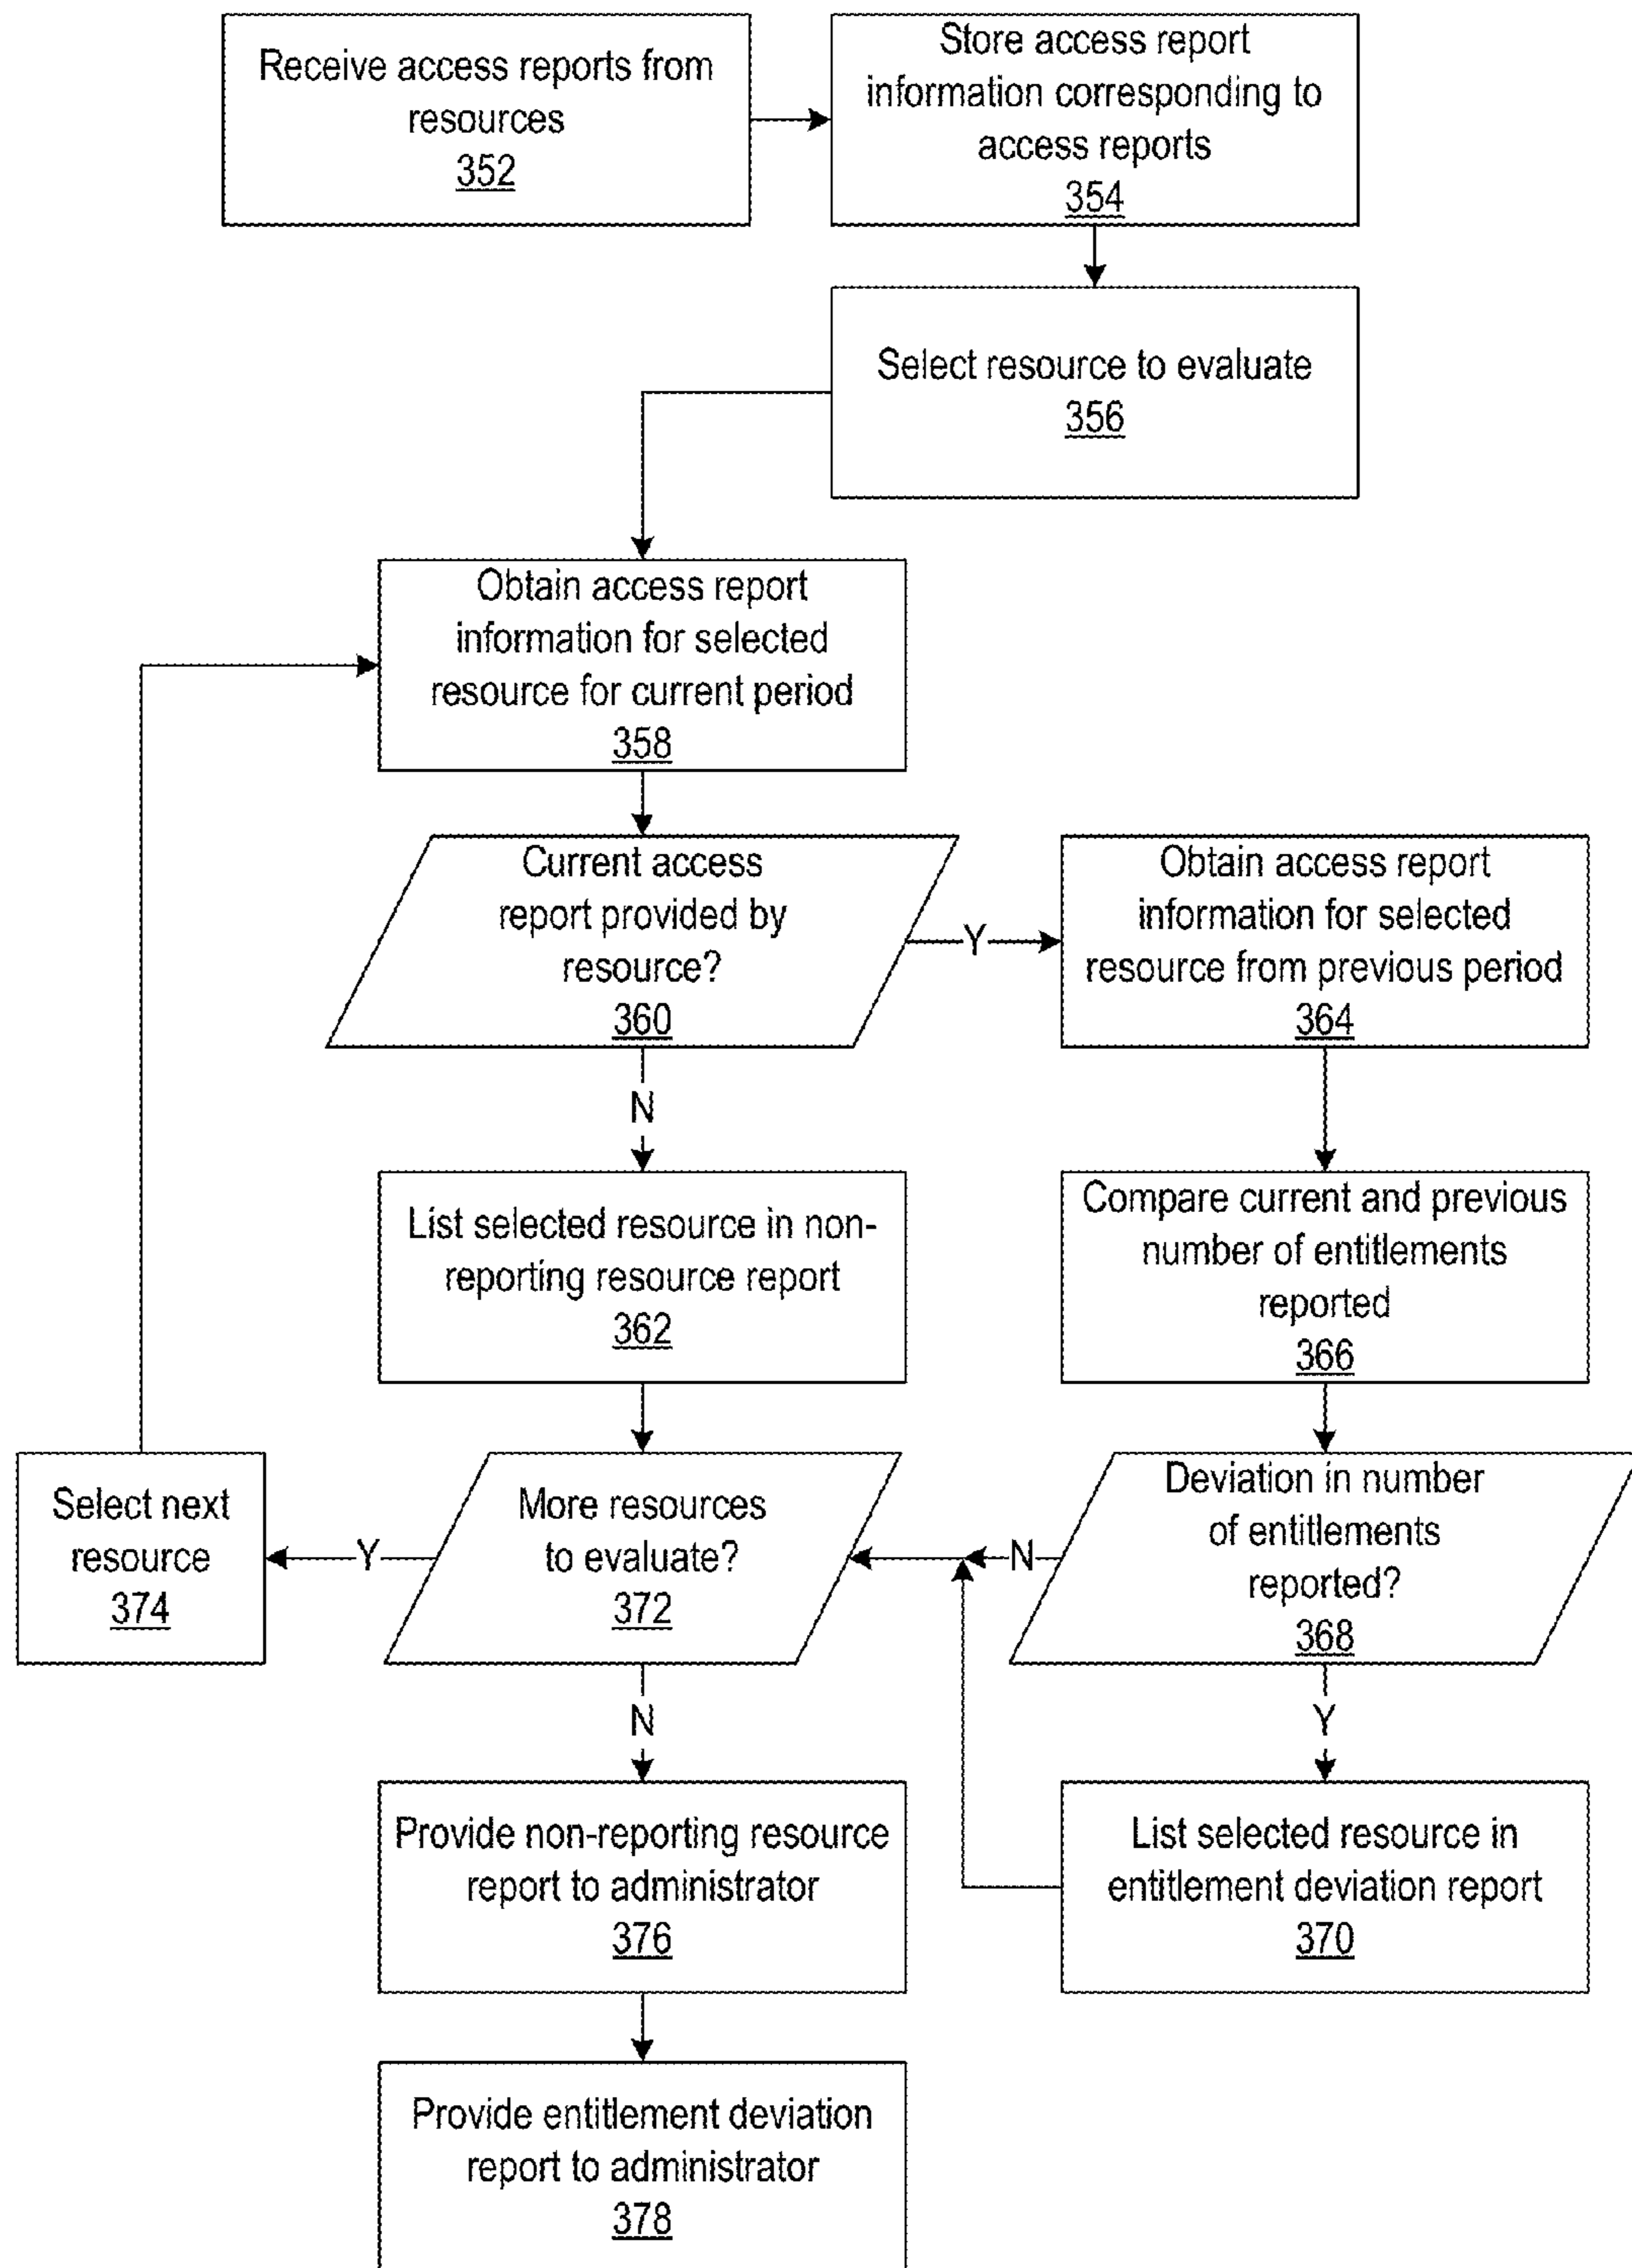 Receive access reports from
resources
352
Store access report
information corresponding to
access reports
354
Select resource to evaluate
356
Obtain access report
information for selected
resource for current period
358
Current access
report provided by
resource?
360
Y
Obtain access report
information for selected
resource from previous period
364
N
List selected resource in non-
reporting resource report
362
Compare current and previous
number of entitlements
reported
366
Select next
resource
374
Y
More resources
to evaluate?
372
N
Deviation in number
of entitlements
reported?
368
N
Y
Provide non-reporting resource
report to administrator
376
List selected resource in
entitlement deviation report
370
Provide entitlement deviation
report to administrator
378